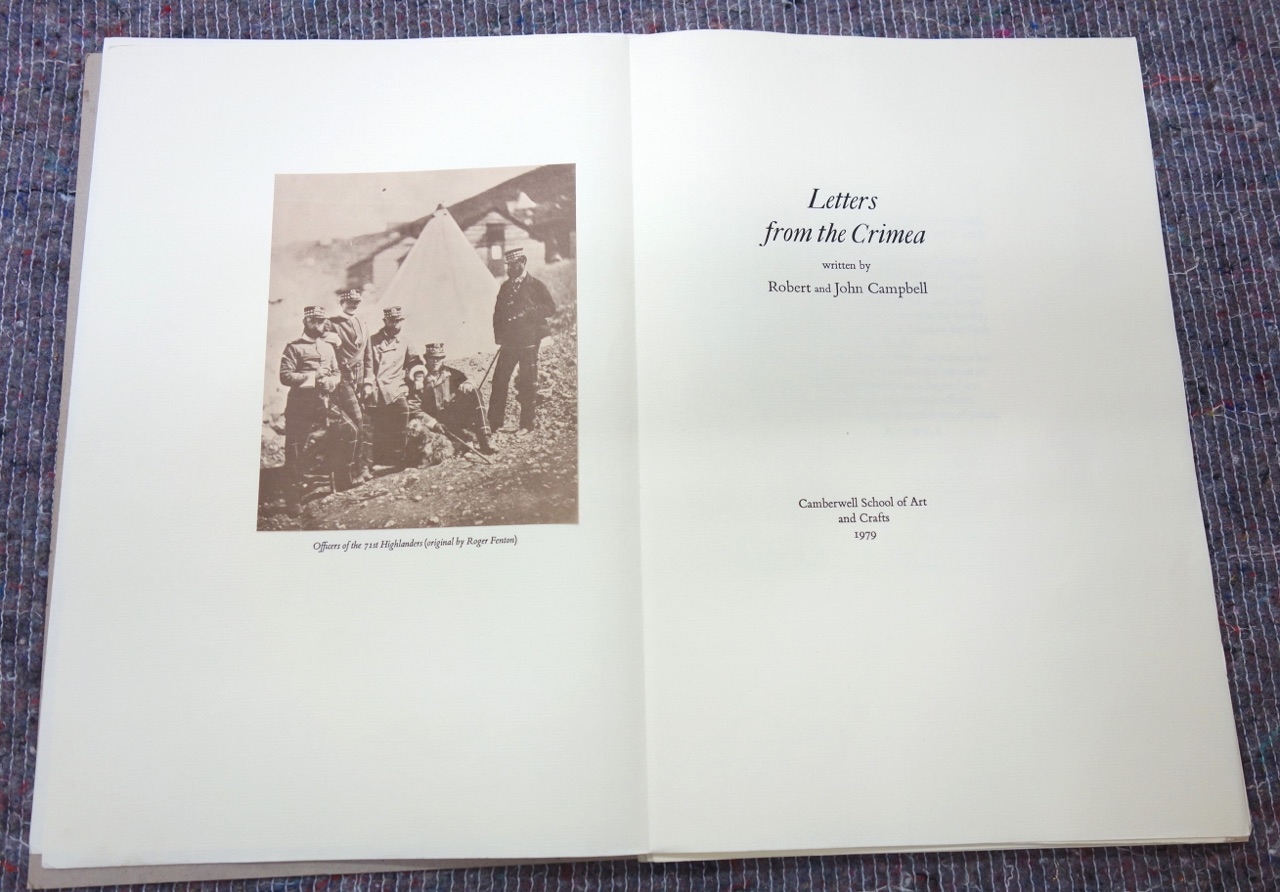 Officers of the 71st Highlanders (original by Roger Fenton)
Letters
from the Crimea
written by
Robert and John Campbell
Camberwell School of Art
and Crafts
1979